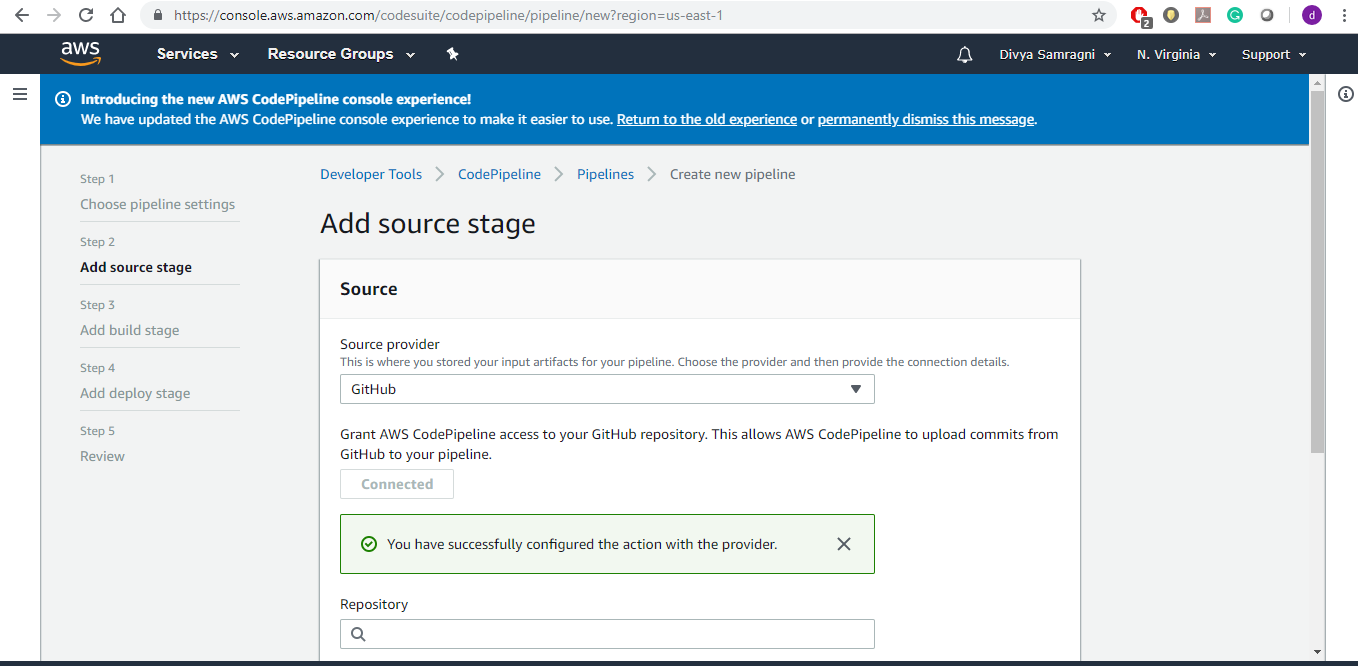 https://console.aws.amazon.com/codesuite/codepipeline/pipeline/new?region=us-east-1
2
d
aws
Services
Resource Groups
Divya Samragni
N. Virginia
Support
Introducing the new AWS CodePipeline console experience!
We have updated the AWS CodePipeline console experience to make it easier to use. Return to the old experience or permanently dismiss this message.
Step 1
Choose pipeline settings
Step 2
Add source stage
Step 3
Add build stage
Step 4
Add deploy stage
Step 5
Review
Developer Tools
CodePipeline
Pipelines
Create new pipeline
Add source stage
Source
Source provider
This is where you stored your input artifacts for your pipeline. Choose the provider and then provide the connection details.
GitHub
Grant AWS CodePipeline access to your GitHub repository. This allows AWS CodePipeline to upload commits from
GitHub to your pipeline.
Connected
You have successfully configured the action with the provider.
Repository